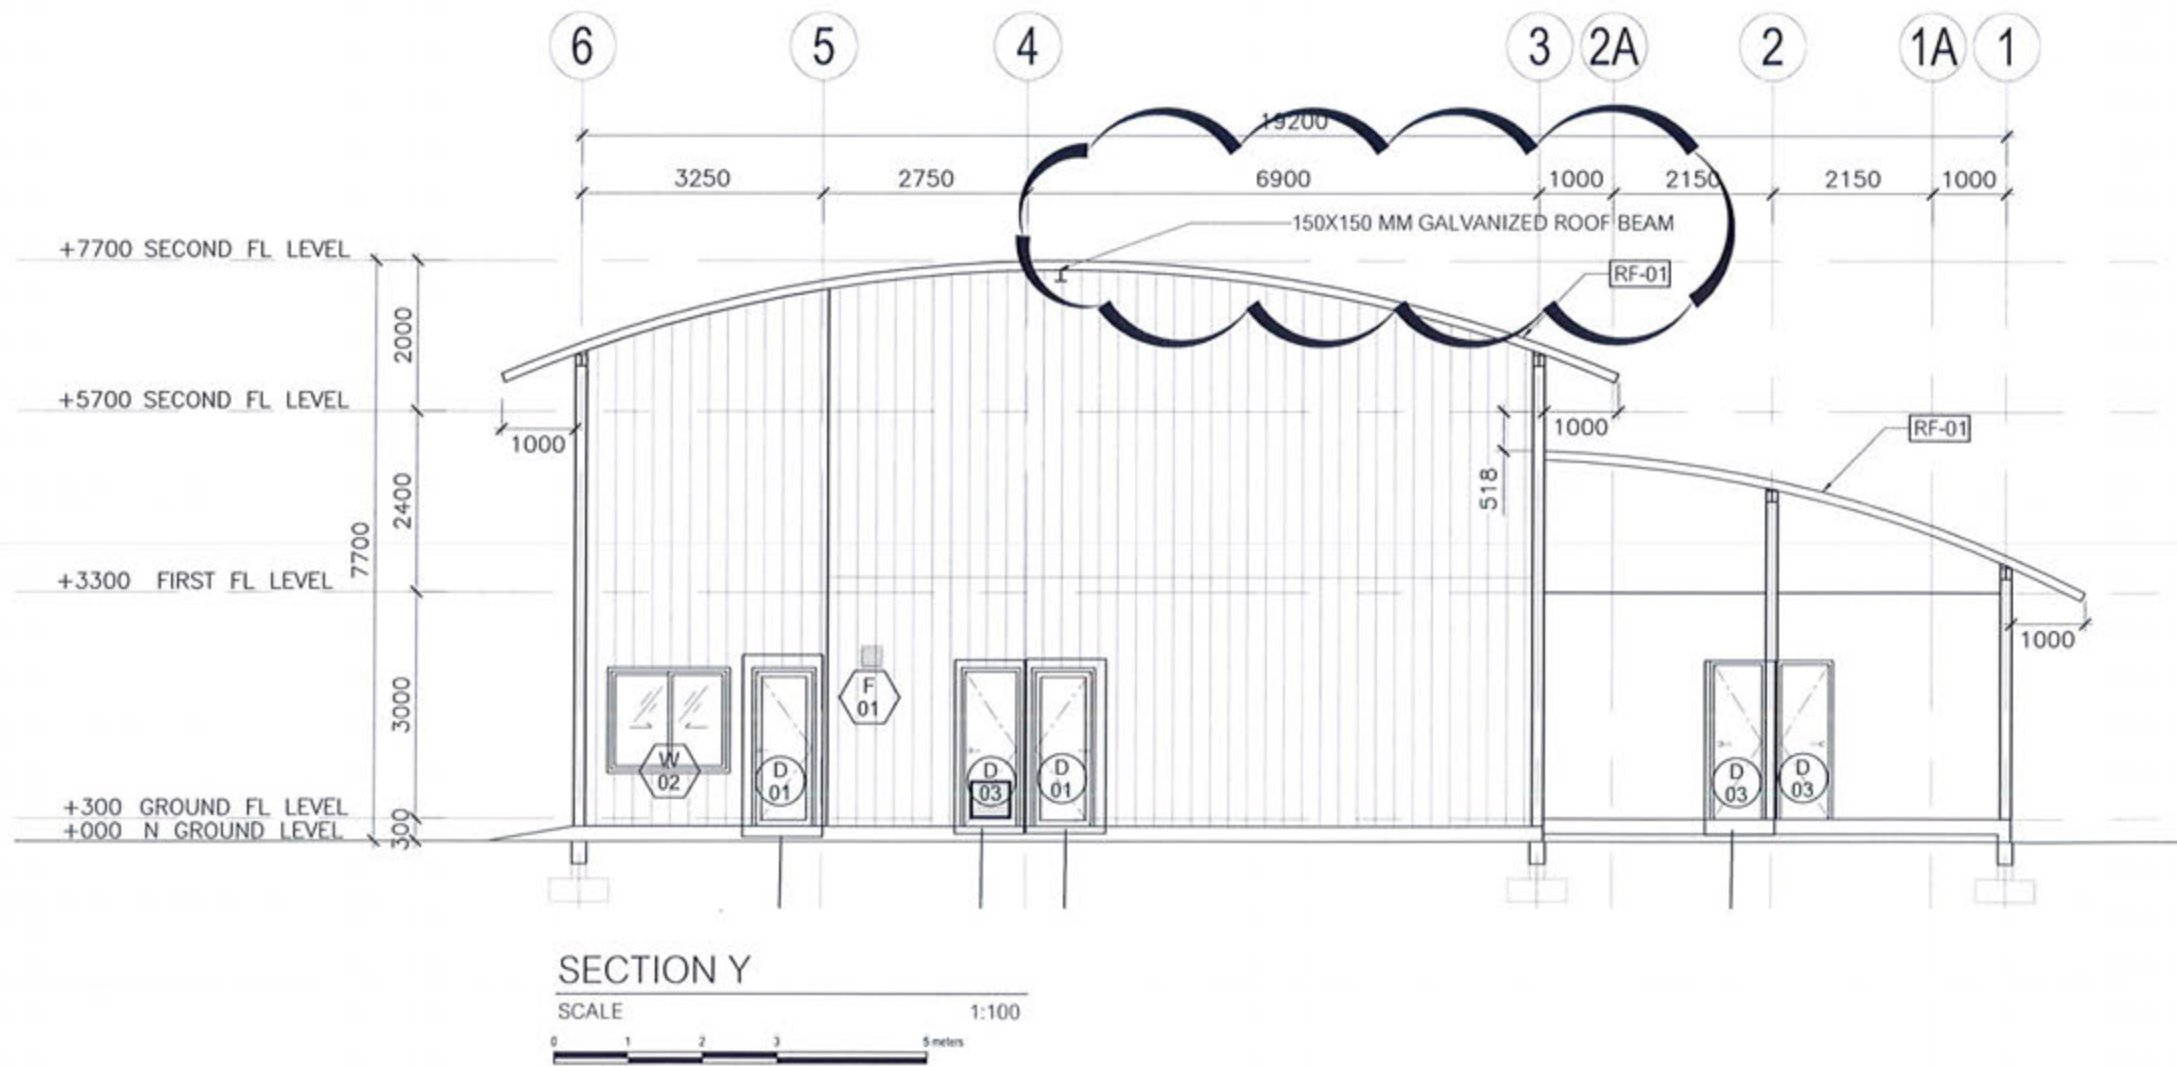 6 5 4 3 2A 2 1A 1
19200
3250 2750 6900 1000 2150 2150 1000
150X150 MM GALVANIZED ROOF BEAM
+7700 SECOND FL LEVEL
RF-01
2000
+5700 SECOND FL LEVEL
1000
1000
RF-01
518
2400
7700
+3300 FIRST FL LEVEL
1000
3000
F
01
W
02
D
01
D
03
D
01
D
03
D
03
+300 GROUND FL LEVEL
+000 N GROUND LEVEL
300
SECTION Y
SCALE 1:100
0 1 2 3 5 meters